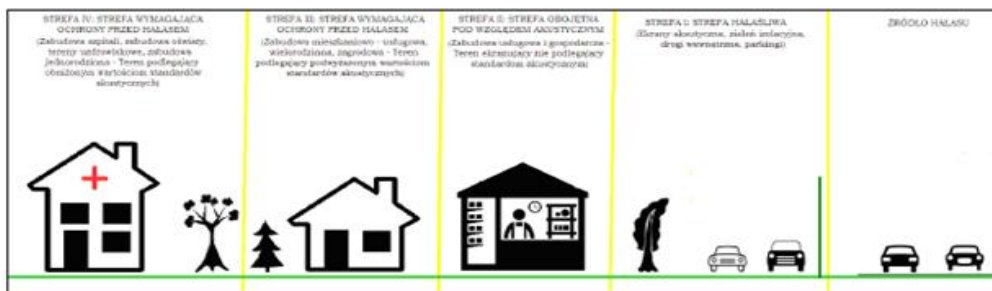 STREFA IV: STREFA WYMAGAJĄCA
OCHRONY PRZED HAŁASEM
(Zabudowa szpitali, zabudowa oświaty,
tereny uzdrowiskowe, zabudowa
jednorodzinna - Teren podlegający
obniżonym wartościom standardów
akustycznych)
STREFA III: STREFA WYMAGAJĄCA
OCHRONY PRZED HAŁASEM
(Zabudowa mieszkaniowo - usługowa,
wielorodzinna, zagrodowa - Teren
podlegający podwyższonym wartościom
standardów akustycznych)
STREFA II: STREFA OBOJĘTNA
POD WZGLĘDEM AKUSTYCZNYM
(Zabudowa usługowa i gospodarcza -
Teren ekranujący nie podlegający
standardom akustycznym)
STREFA I: STREFA HAŁAŚLIWA
(Ekrany akustyczne, zieleń izolacyjna,
drogi wewnętrzne, parkingi)
ŹRÓDŁO HAŁASU